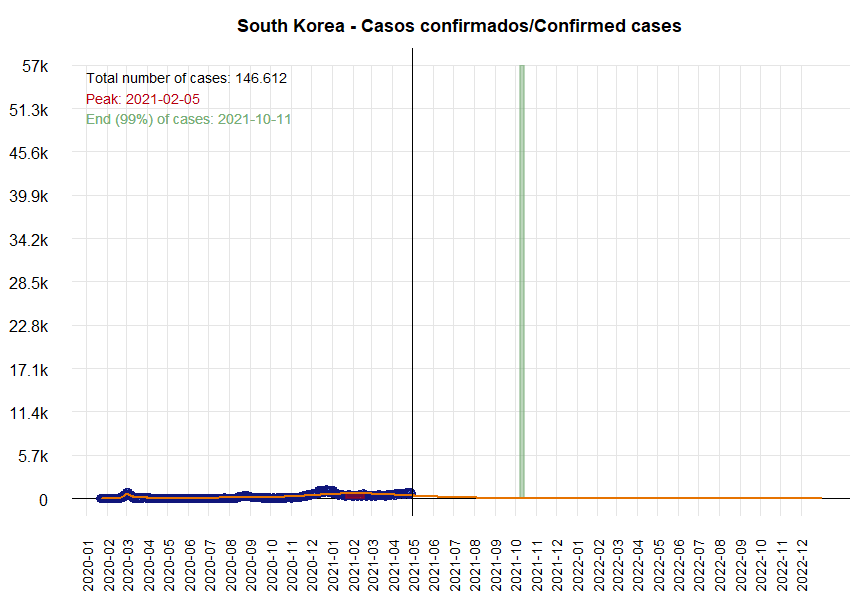 South Korea - Casos confirmados/Confirmed cases
57k
Total number of cases: 146.612
Peak: 2021-02-05
51.3k
End (99%) of cases: 2021-10-11
45.6k
39.9k
34.2k
28.5k
22.8k
17.1k
11.4k
5.7k
0
2020-01
2020-02
2020-03
2020-04
2020-05
2020-06
2020-07
2020-08
2020-09
2020-10
2020-11
2020-12
2021-01
2021-02
2021-03
2021-04
2021-05
2021-06
2021-07
2021-08
2021-09
2021-10
2021-11
2021-12
2022-01
2022-02
2022-03
2022-04
2022-05
2022-06
2022-07
2022-08
2022-09
2022-10
2022-11
2022-12